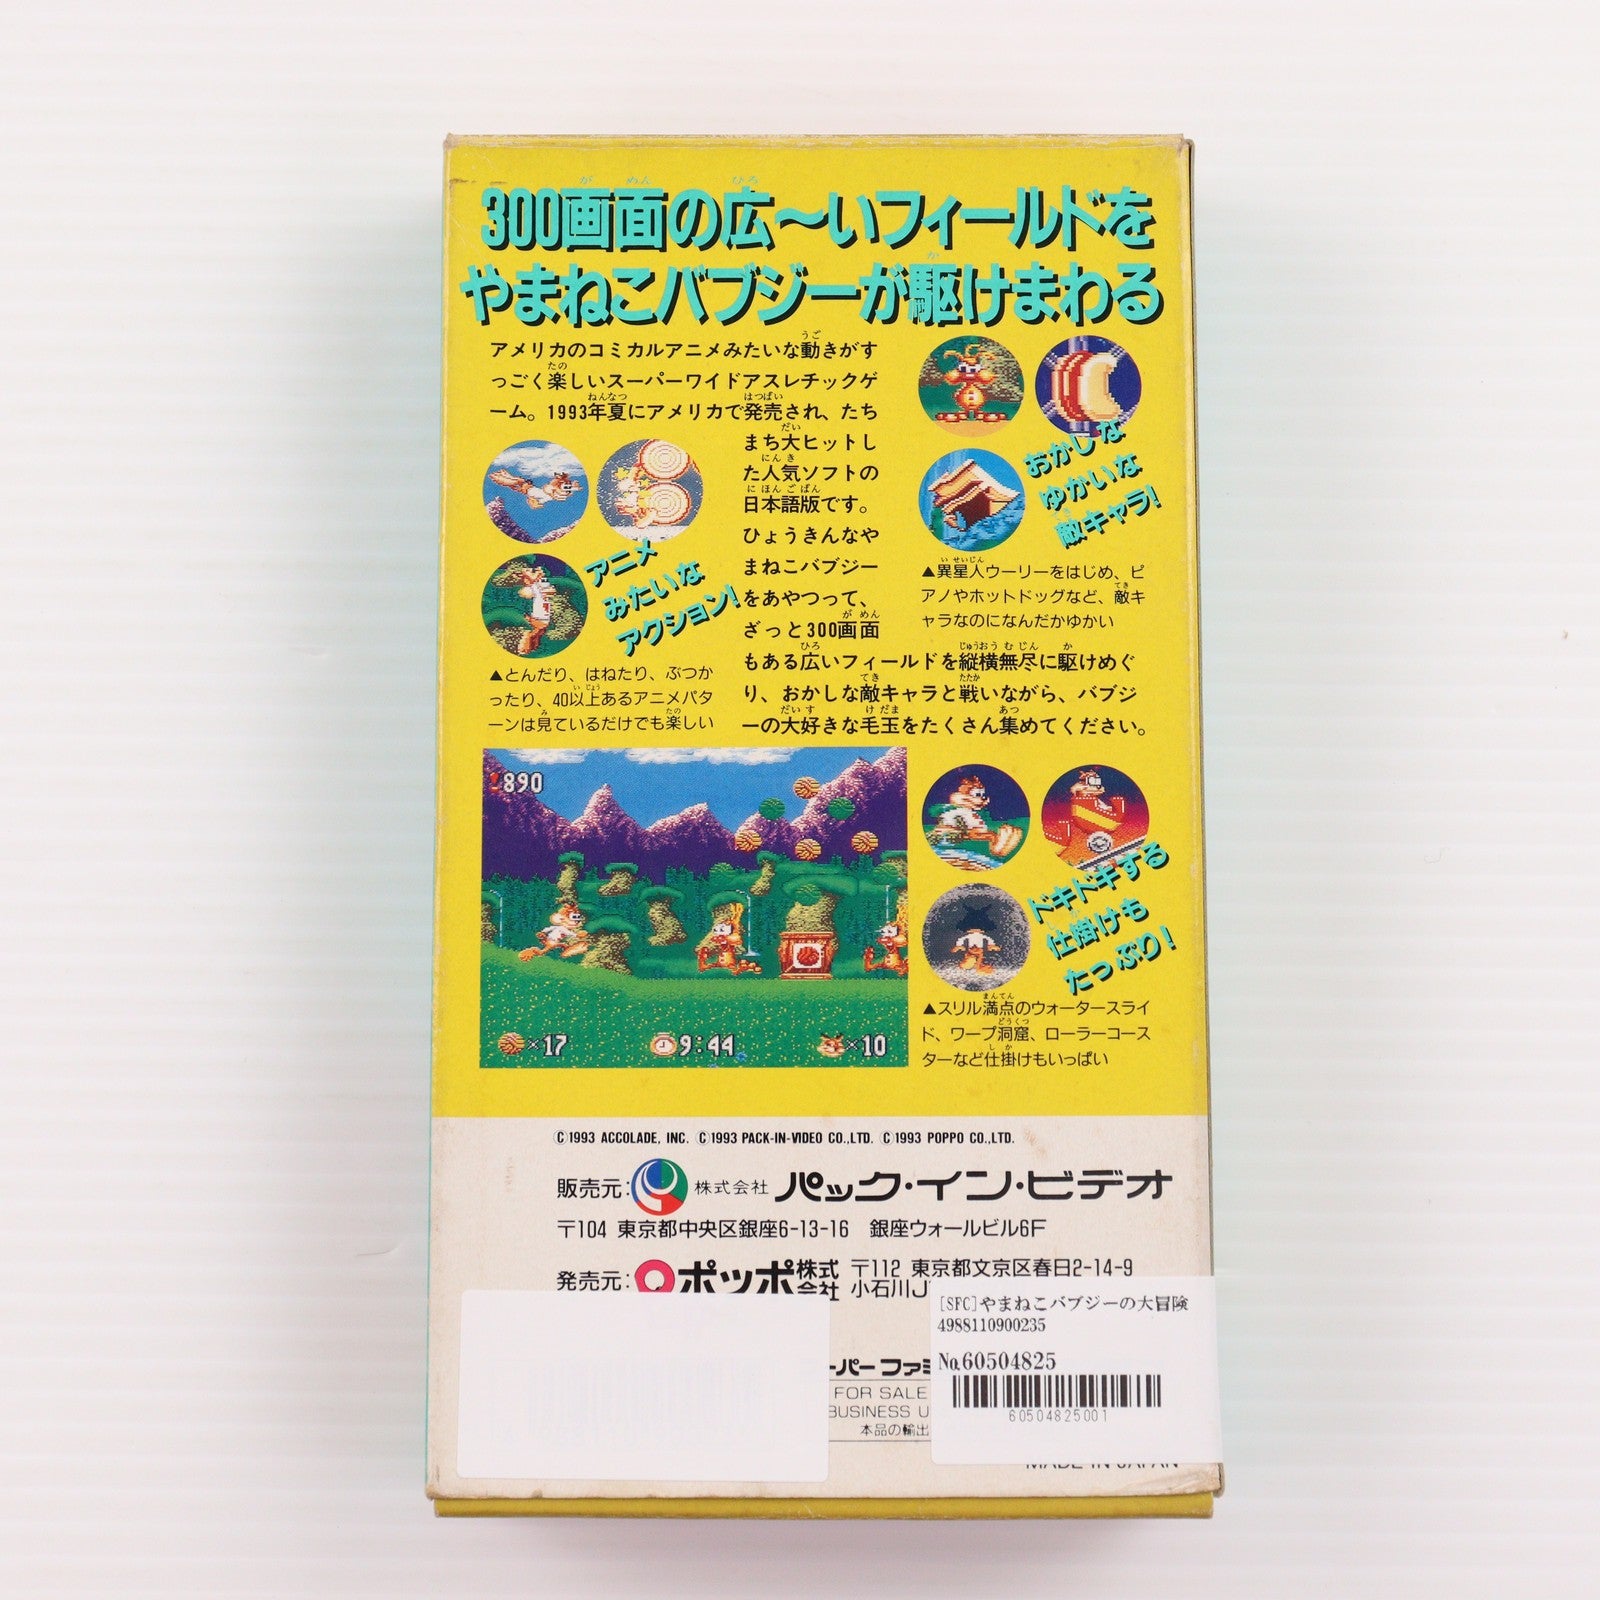 300画面の広〜いフィールドを
やまねこバブジーが駆けまわる
アメリカのコミカルアニメみたいな動きがす
っごく楽しいスーパーワイドアスレチックゲ
ーム。1993年夏にアメリカで発売され、たち
まち大ヒットし
た人気ソフトの
日本語版です。
ひょうきんなや
まねこバブジー
をあやつって、
ざっと300画面
もある広いフィールドを縦横無尽に駆けめぐ
り、おかしな敵キャラと戦いながら、バブジ
ーの大好きな毛玉をたくさん集めてください。
アニメ
みたいな
アクション!
▲とんだり、はねたり、ぶつか
ったり、40以上あるアニメパタ
ーンは見ているだけでも楽しい
おかしな
ゆかいな
敵キャラ!
▲異星人ウーリーをはじめ、ピ
アノやホットドッグなど、敵キ
ャラなのになんだかゆかい
890
×17
9:44
×10
ドキドキする
仕掛けも
たっぷり!
▲スリル満点のウォータースライ
ド、ワープ洞窟、ローラーコース
ターなど仕掛けもいっぱい
©1993 ACCOLADE, INC. ©1993 PACK-IN-VIDEO CO.,LTD. ©1993 POPPO CO.,LTD.
販売元: 株式会社 パック・イン・ビデオ
〒104 東京都中央区銀座6-13-16 銀座ウォールビル6F
発売元: ポッポ株式会社 〒112 東京都文京区春日2-14-9
小石川J
ーパーファミ
FOR SALE
BUSINESS U
本品の輸出
MADE IN JAPAN
[SFC]やまねこバブジーの大冒険
4988110900235
No.60504825
60504825001